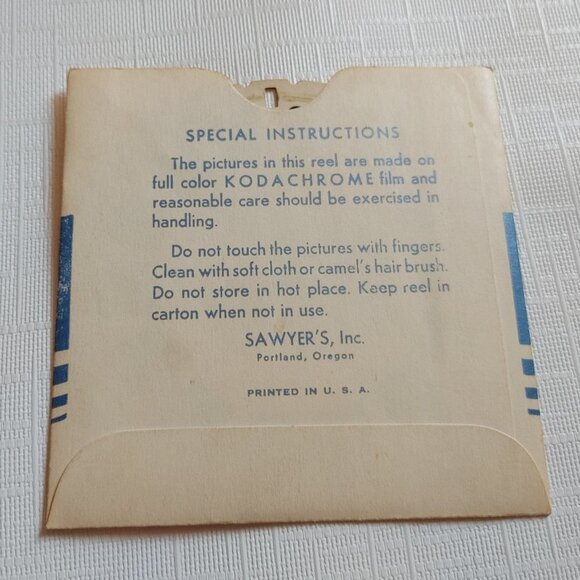 SPECIAL INSTRUCTIONS
The pictures in this reel are made on
full color KODACHROME film and
reasonable care should be exercised in
handling.
Do not touch the pictures with fingers.
Clean with soft cloth or camel's hair brush.
Do not store in hot place. Keep reel in
carton when not in use.
SAWYER'S, Inc.
Portland, Oregon
PRINTED IN U. S. A.